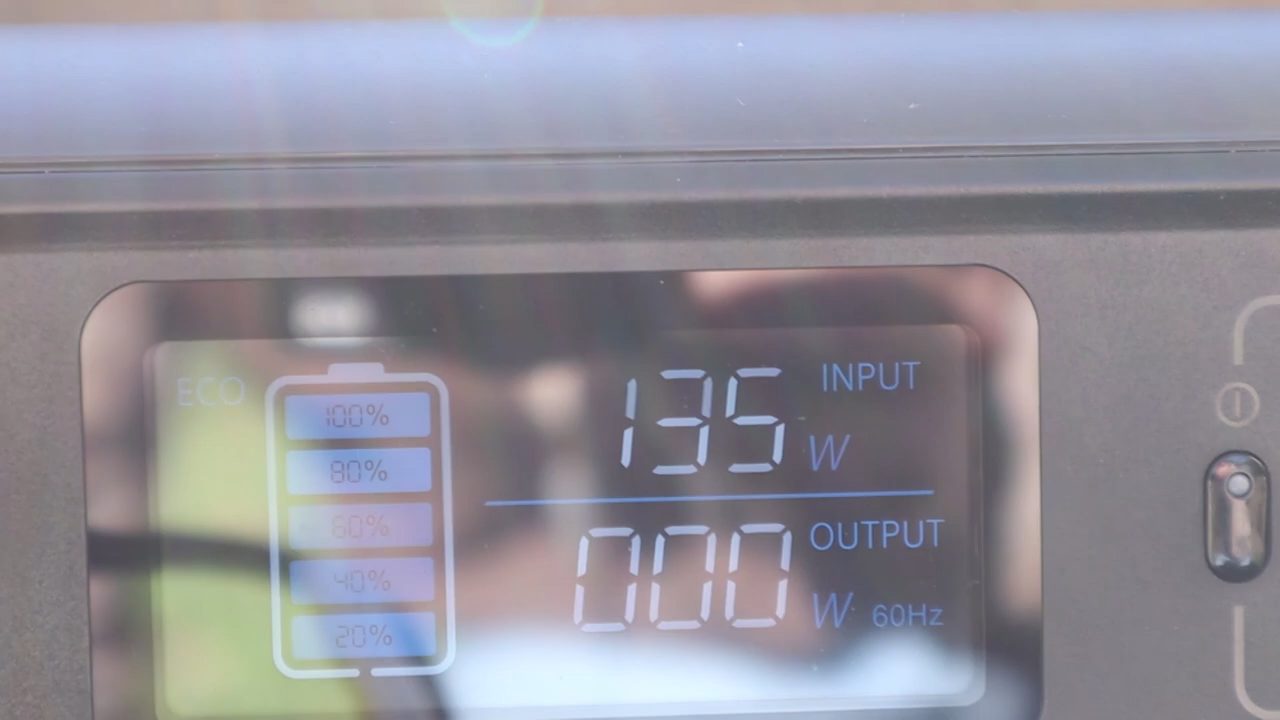 ECO
100%
80%
60%
40%
20%
135 W INPUT
000 W OUTPUT
60Hz